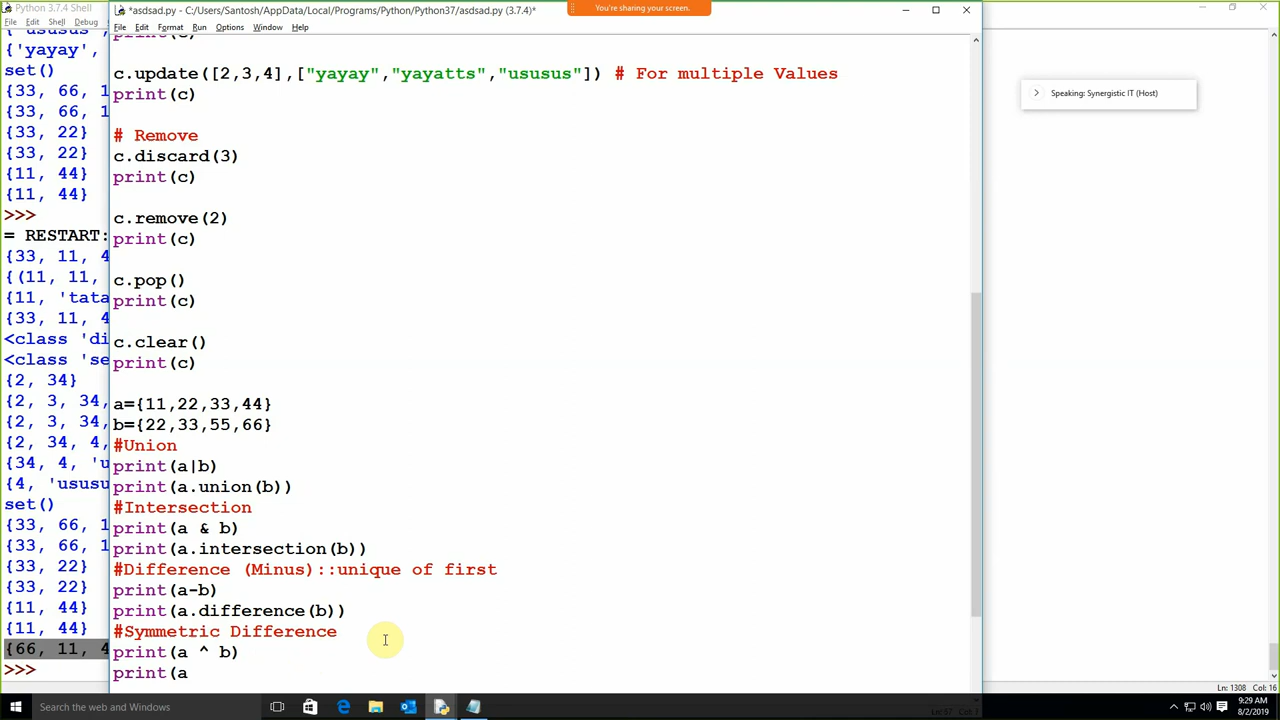 Python 3.7.4 Shell
File Edit Shell Debug
{'yayay',
set()
{33, 66, 1
{33, 66, 1
{33, 22}
{33, 22}
{11, 44}
{11, 44}
>>>
= RESTART:
{33, 11, 4
{(11, 11,
{11, 'tata
{33, 11, 4
<class 'di
<class 'se
{2, 34}
{2, 3, 34,
{2, 3, 34,
{2, 34, 4,
{34, 4, 'u
{4, 'ususu
set()
{33, 66, 1
{33, 66, 1
{33, 22}
{33, 22}
{11, 44}
{11, 44}
{66, 11, 4
>>>
*asdsad.py - C:/Users/Santosh/AppData/Local/Programs/Python/Python37/asdsad.py (3.7.4)*
You're sharing your screen.
File Edit Format Run Options Window Help
c.update([2,3,4],["yayay","yayatts","ususus"]) # For multiple Values
print(c)
# Remove
c.discard(3)
print(c)
c.remove(2)
print(c)
c.pop()
print(c)
c.clear()
print(c)
a={11,22,33,44}
b={22,33,55,66}
#Union
print(a|b)
print(a.union(b))
#Intersection
print(a & b)
print(a.intersection(b))
#Difference (Minus)::unique of first
print(a-b)
print(a.difference(b))
#Symmetric Difference
print(a ^ b)
print(a
Speaking: Synergistic IT (Host)
Ln: 1308 Col: 16
Search the web and Windows
9:29 AM
8/2/2019